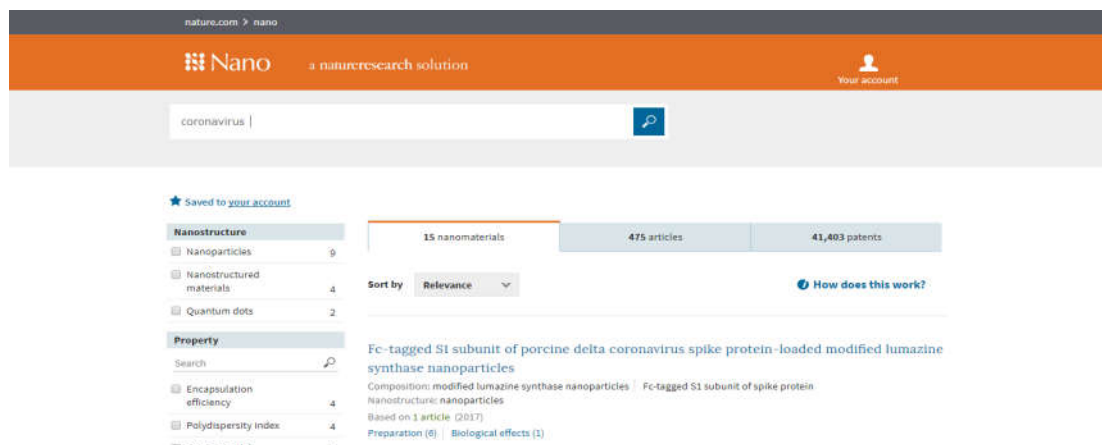 nature.com > nano
Nano
a natureresearch solution
Your account
coronavirus
Saved to your account
Nanostructure
Nanoparticles 9
Nanostructured
materials 4
Quantum dots 2
Property
Search
Encapsulation
efficiency 4
Polydispersity index 4
15 nanomaterials
475 articles
41,403 patents
Sort by Relevance
How does this work?
Fc-tagged S1 subunit of porcine delta coronavirus spike protein-loaded modified lumazine
synthase nanoparticles
Composition: modified lumazine synthase nanoparticles | Fc-tagged S1 subunit of spike protein
Nanostructure: nanoparticles
Based on 1 article (2017)
Preparation (6) | Biological effects (1)